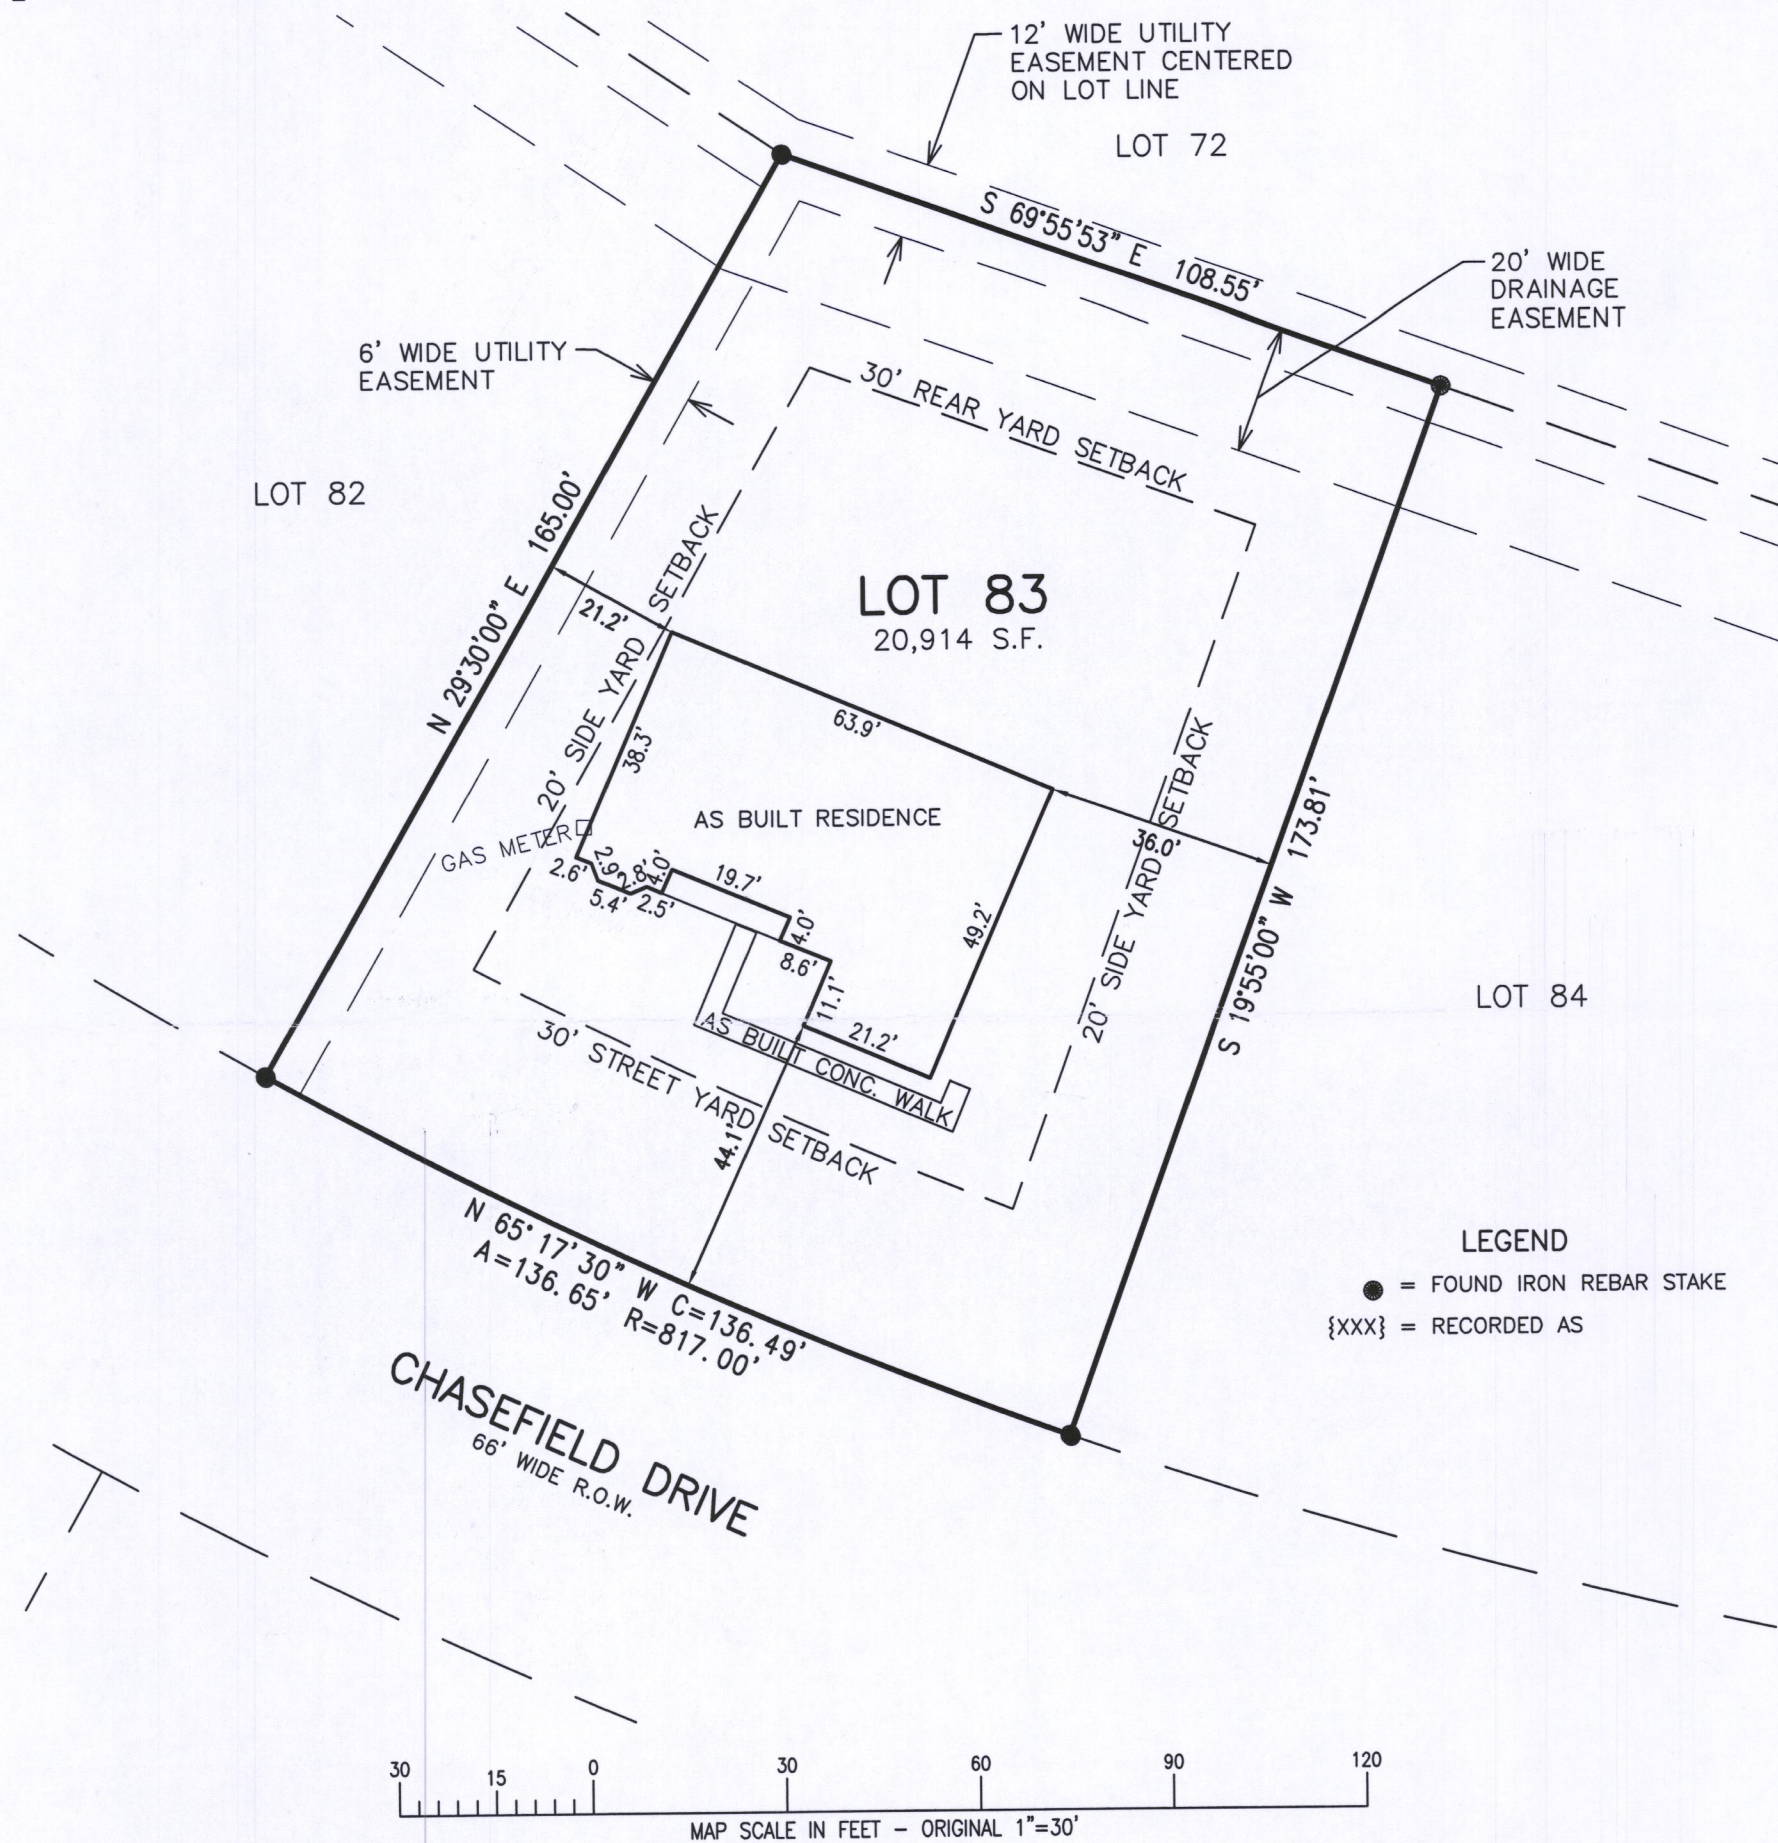 12' WIDE UTILITY
EASEMENT CENTERED
ON LOT LINE
LOT 72
S 69°55'53" E 108.55'
20' WIDE
DRAINAGE
EASEMENT
6' WIDE UTILITY
EASEMENT
30' REAR YARD SETBACK
LOT 82
N 29°30'00" E 165.00'
20' SIDE YARD SETBACK
LOT 83
20,914 S.F.
21.2'
63.9'
38.3'
AS BUILT RESIDENCE
36.0'
20' SIDE YARD SETBACK
S 19°55'00" W 173.81'
GAS METER
2.6'
2.9'
5.4'
2.8'
2.5'
4.0'
19.7'
4.0'
8.6'
11.1'
21.2'
49.2'
LOT 84
AS BUILT CONC. WALK
30' STREET YARD SETBACK
44.1'
N 65°17'30" W C=136.49'
A=136.65' R=817.00'
CHASEFIELD DRIVE
66' WIDE R.O.W.
LEGEND
= FOUND IRON REBAR STAKE
{XXX} = RECORDED AS
30 15 0 30 60 90 120
MAP SCALE IN FEET – ORIGINAL 1"=30'